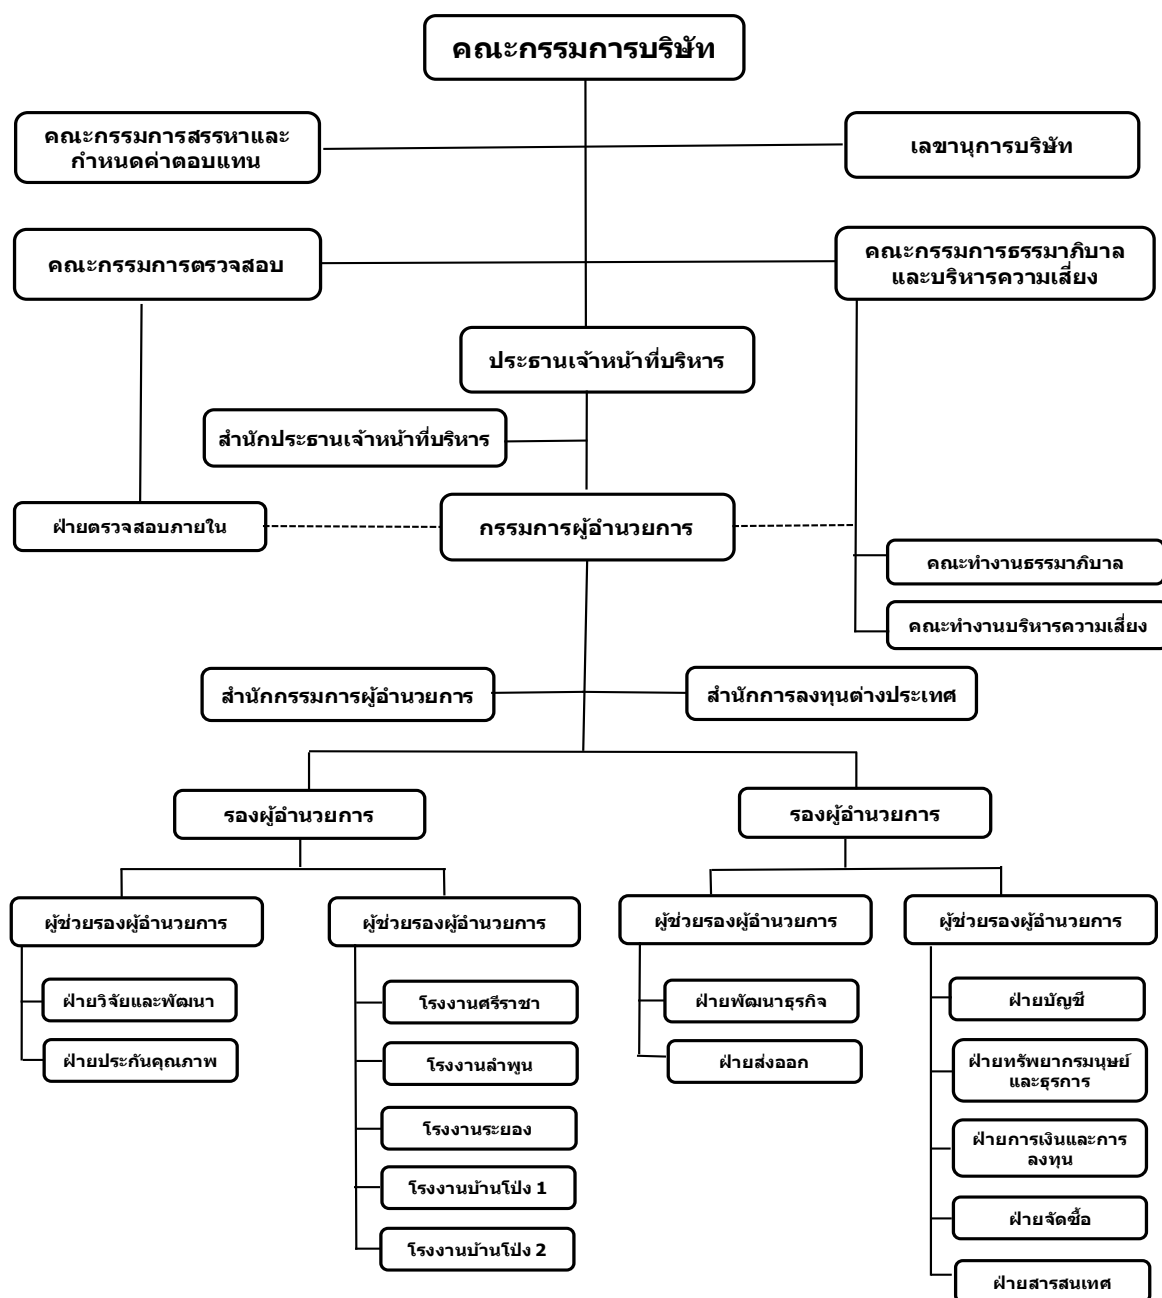 คณะกรรมการบริษัท
คณะกรรมการสรรหาและ
กำหนดค่าตอบแทน
เลขานุการบริษัท
คณะกรรมการตรวจสอบ
คณะกรรมการธรรมาภิบาล
และบริหารความเสี่ยง
ประธานเจ้าหน้าที่บริหาร
สำนักประธานเจ้าหน้าที่บริหาร
ฝ่ายตรวจสอบภายใน
กรรมการผู้อำนวยการ
คณะทำงานธรรมาภิบาล
คณะทำงานบริหารความเสี่ยง
สำนักกรรมการผู้อำนวยการ
สำนักการลงทุนต่างประเทศ
รองผู้อำนวยการ
รองผู้อำนวยการ
ผู้ช่วยรองผู้อำนวยการ
ผู้ช่วยรองผู้อำนวยการ
ผู้ช่วยรองผู้อำนวยการ
ผู้ช่วยรองผู้อำนวยการ
ฝ่ายวิจัยและพัฒนา
ฝ่ายประกันคุณภาพ
โรงงานศรีราชา
โรงงานลำพูน
โรงงานระยอง
โรงงานบ้านโป่ง 1
โรงงานบ้านโป่ง 2
ฝ่ายพัฒนาธุรกิจ
ฝ่ายส่งออก
ฝ่ายบัญชี
ฝ่ายทรัพยากรมนุษย์
และธุรการ
ฝ่ายการเงินและการ
ลงทุน
ฝ่ายจัดซื้อ
ฝ่ายสารสนเทศ